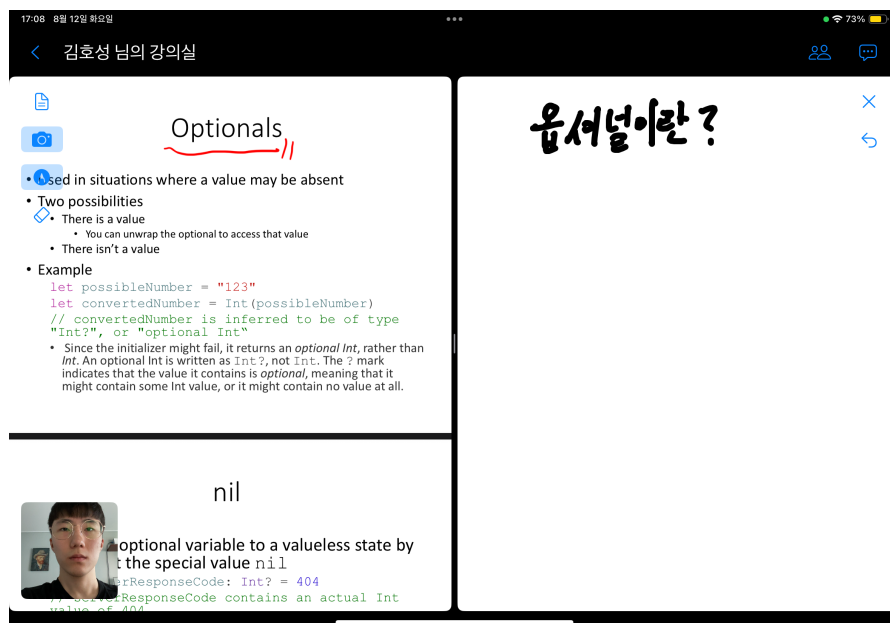 17:08 8월 12일 화요일
73%
김호성 님의 강의실
Optionals
• Used in situations where a value may be absent
• Two possibilities
• There is a value
• You can unwrap the optional to access that value
• There isn't a value
• Example
let possibleNumber = "123"
let convertedNumber = Int(possibleNumber)
// convertedNumber is inferred to be of type
"Int?", or "optional Int“
• Since the initializer might fail, it returns an optional Int, rather than
Int. An optional Int is written as Int?, not Int. The ? mark
indicates that the value it contains is optional, meaning that it
might contain some Int value, or it might contain no value at all.
nil
optional variable to a valueless state by
t the special value nil
erResponseCode: Int? = 404
// serverResponseCode contains an actual Int
value of 404
옵셔널이란?